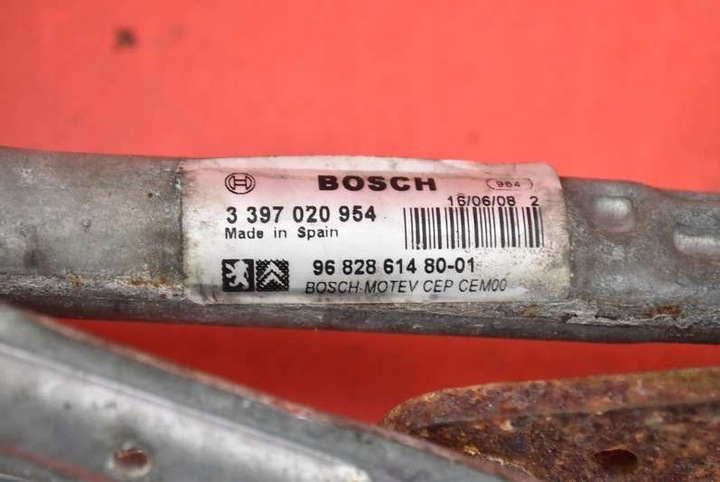 BOSCH
984
16/06/08 2
3 397 020 954
Made in Spain
96 828 614 80-01
BOSCH-MOTEV CEP CEM00